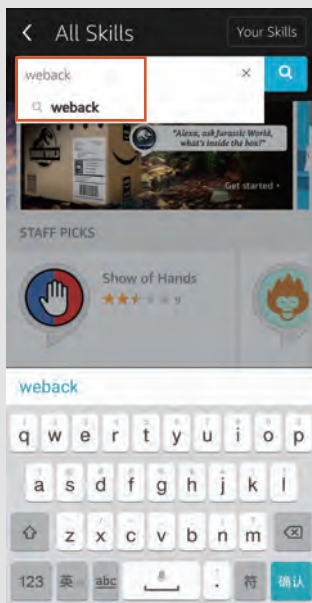 All Skills
Your Skills
weback ×
weback
"Alexa, ask Jurassic World,
what's inside the box?"
Get started ›
STAFF PICKS
Show of Hands
9
weback
q w e r t y u i o p
a s d f g h j k l
z x c v b n m
123 英 abc . 符 确认